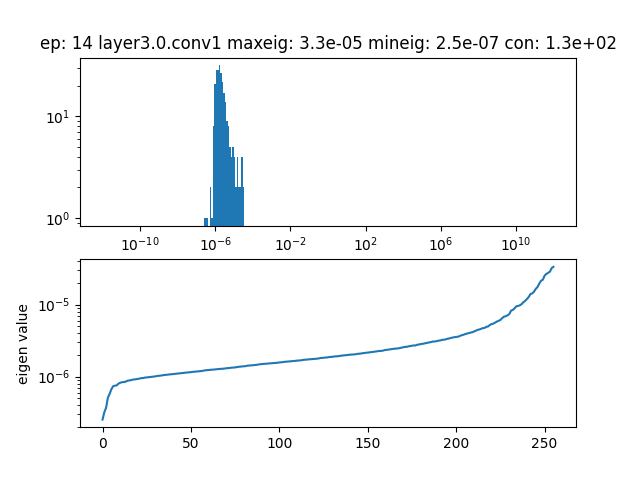 ep: 14 layer3.0.conv1 maxeig: 3.3e-05 mineig: 2.5e-07 con: 1.3e+02
10¹
10⁰
10⁻¹⁰ 10⁻⁶ 10⁻² 10² 10⁶ 10¹⁰
eigen value
10⁻⁵
10⁻⁶
0 50 100 150 200 250